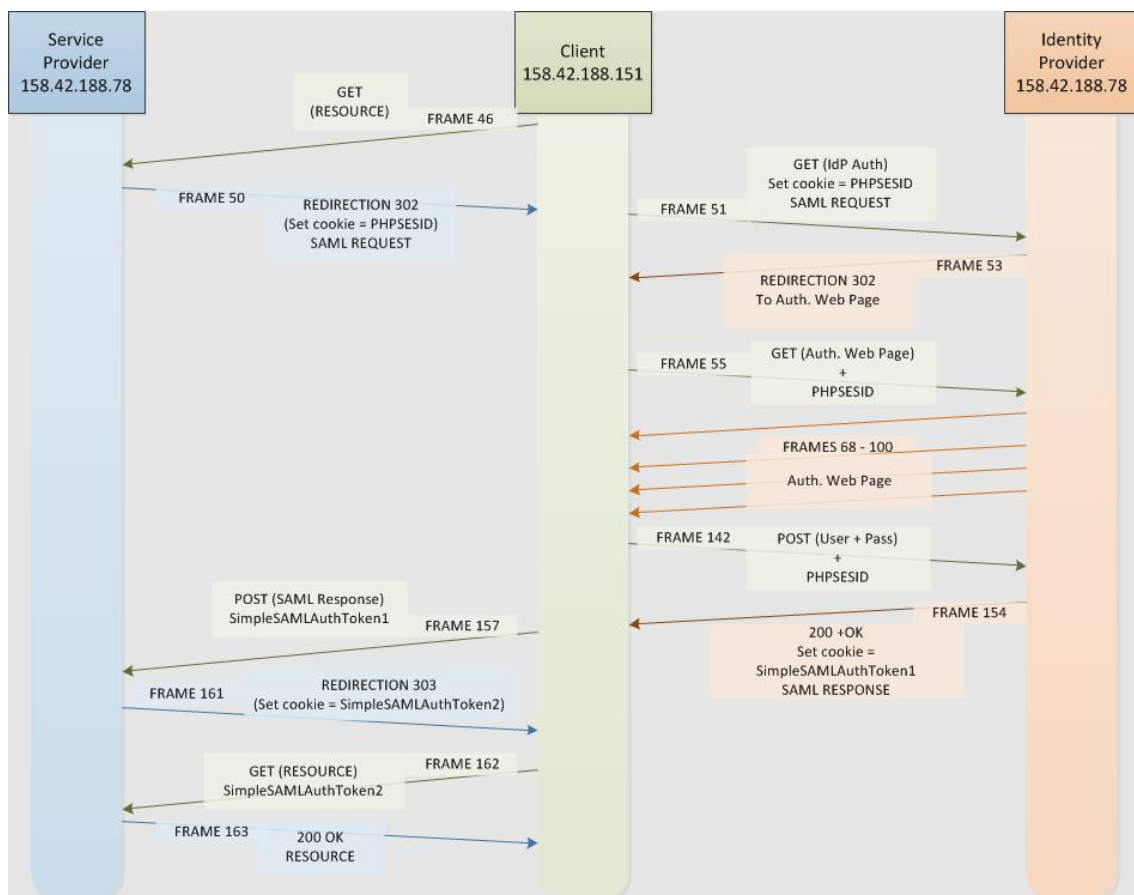 Service
Provider
158.42.188.78
Client
158.42.188.151
Identity
Provider
158.42.188.78
GET
(RESOURCE)
FRAME 46
FRAME 50
REDIRECTION 302
(Set cookie = PHPSESID)
SAML REQUEST
GET (IdP Auth)
Set cookie = PHPSESID
SAML REQUEST
FRAME 51
FRAME 53
REDIRECTION 302
To Auth. Web Page
FRAME 55
GET (Auth. Web Page)
+
PHPSESID
FRAMES 68 - 100
Auth. Web Page
FRAME 142
POST (User + Pass)
+
PHPSESID
FRAME 154
200 +OK
Set cookie =
SimpleSAMLAuthToken1
SAML RESPONSE
POST (SAML Response)
SimpleSAMLAuthToken1
FRAME 157
FRAME 161
REDIRECTION 303
(Set cookie = SimpleSAMLAuthToken2)
FRAME 162
GET (RESOURCE)
SimpleSAMLAuthToken2
FRAME 163
200 OK
RESOURCE